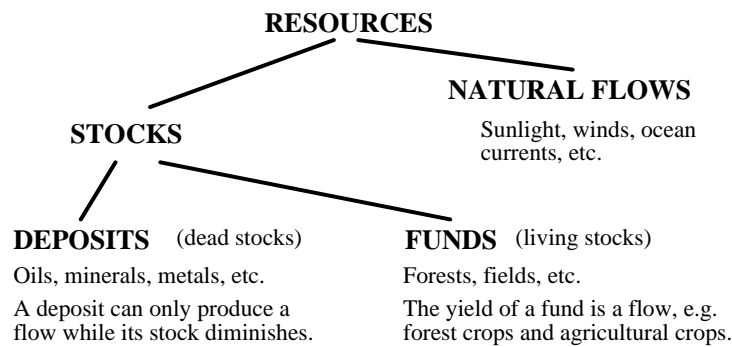 RESOURCES
NATURAL FLOWS
Sunlight, winds, ocean
currents, etc.
STOCKS
DEPOSITS (dead stocks)
Oils, minerals, metals, etc.
A deposit can only produce a
flow while its stock diminishes.
FUNDS (living stocks)
Forests, fields, etc.
The yield of a fund is a flow, e.g.
forest crops and agricultural crops.